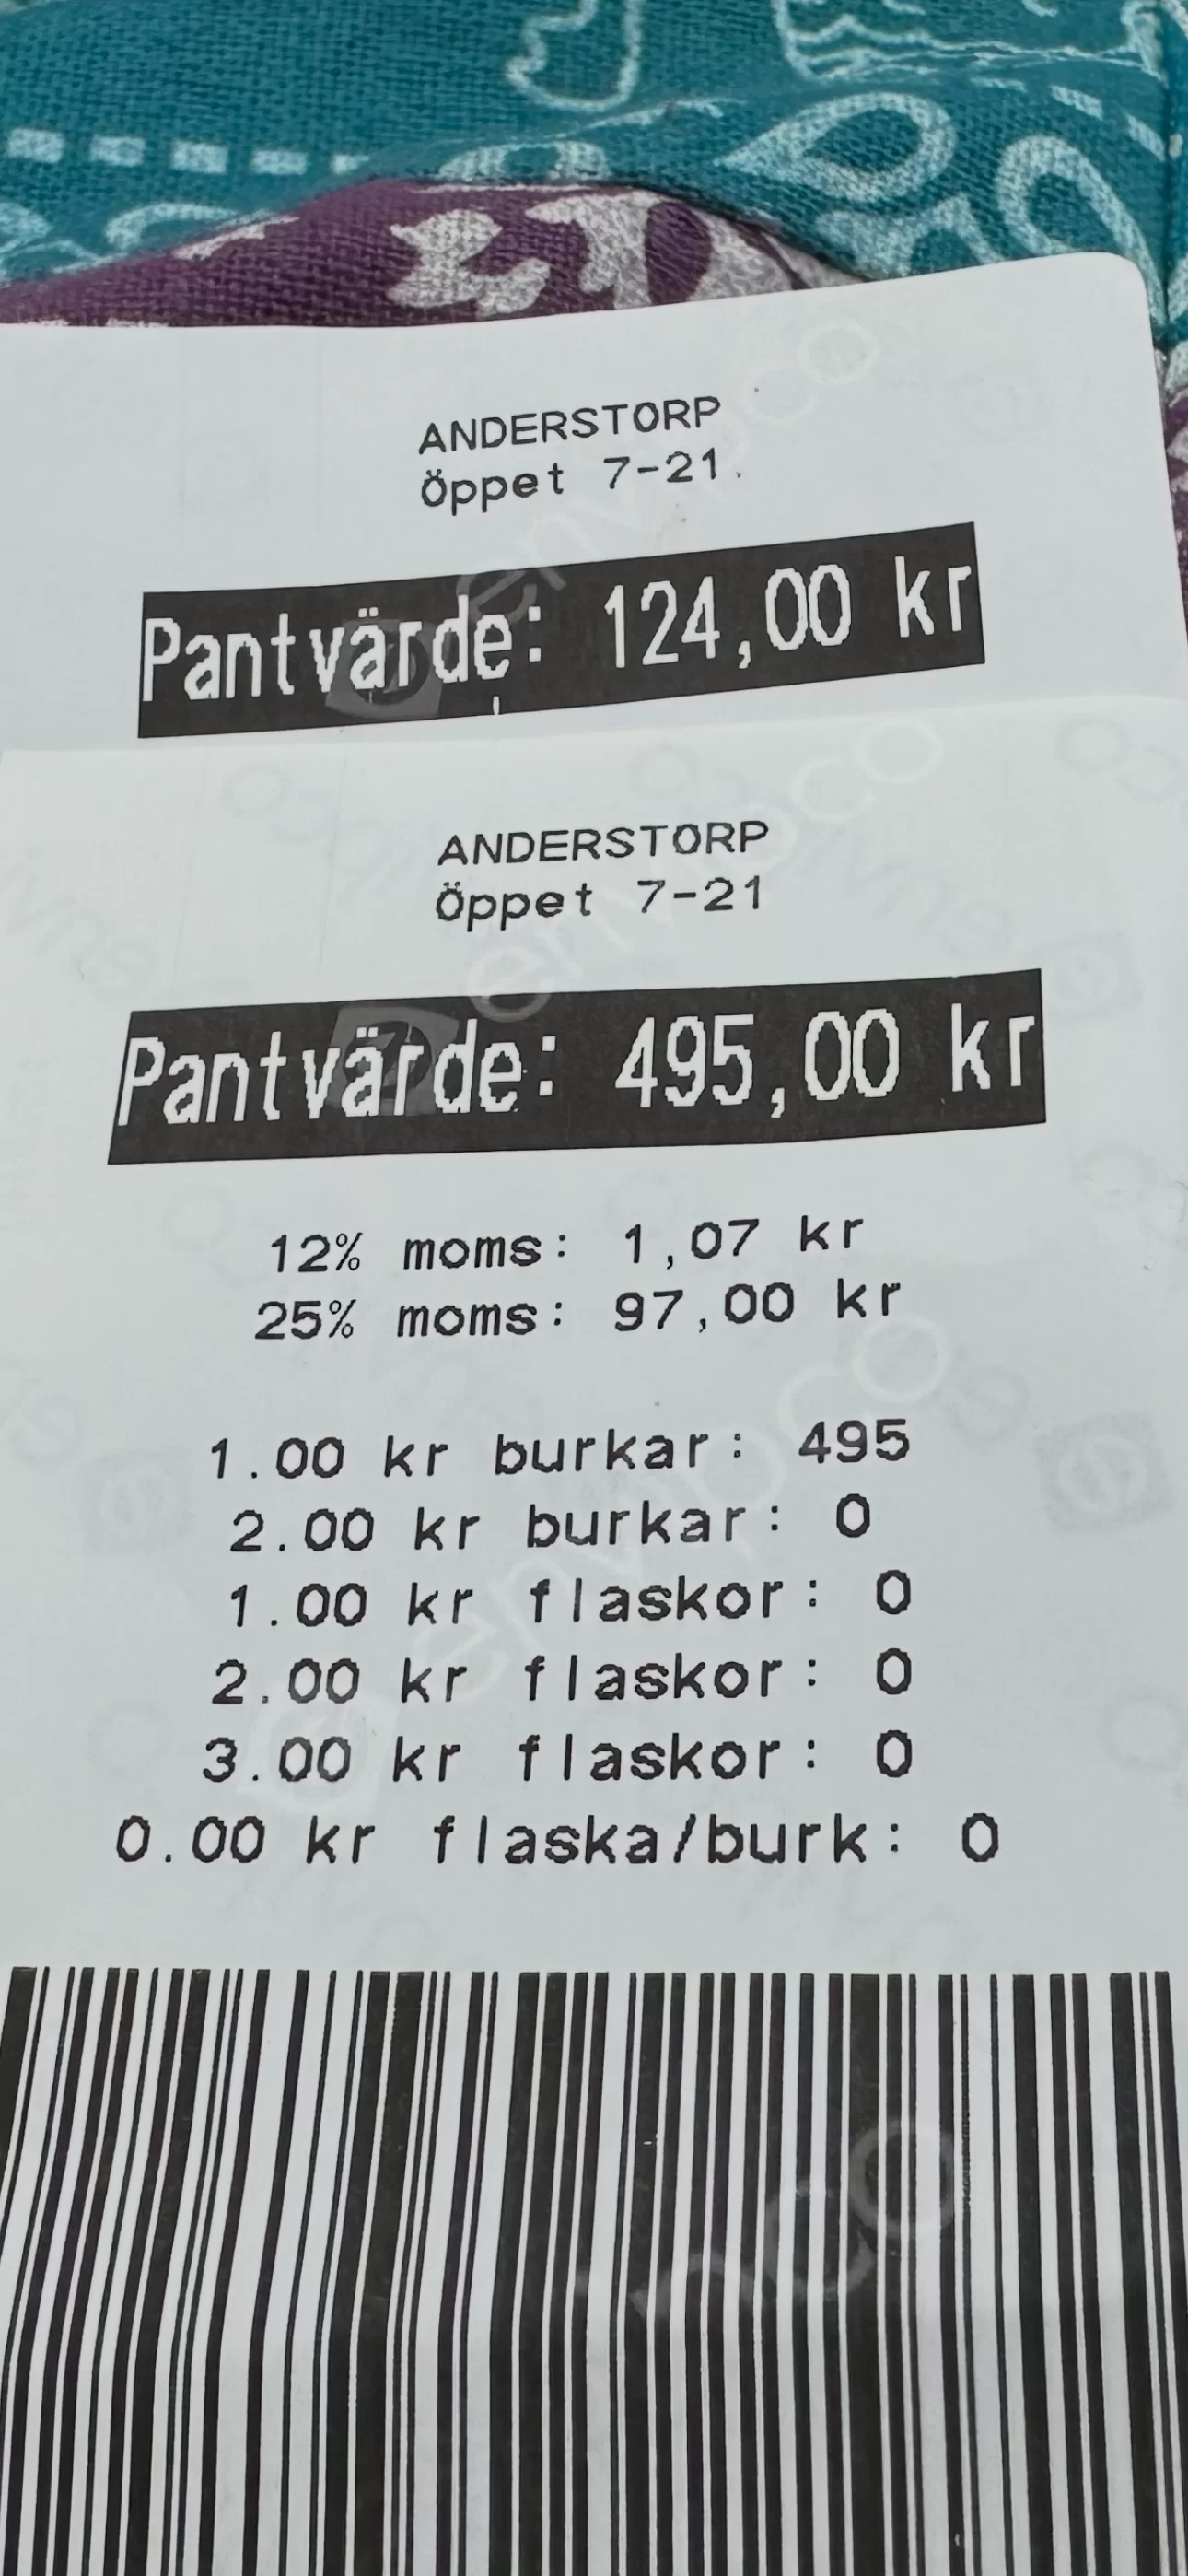 ANDERSTORP
Öppet 7-21.
Pantvärde: 124,00 kr
ANDERSTORP
Öppet 7-21
Pantvärde: 495,00 kr
12% moms: 1,07 kr
25% moms: 97,00 kr
1.00 kr burkar: 495
2.00 kr burkar: 0
1.00 kr flaskor: 0
2.00 kr flaskor: 0
3.00 kr flaskor: 0
0.00 kr flaska/burk: 0